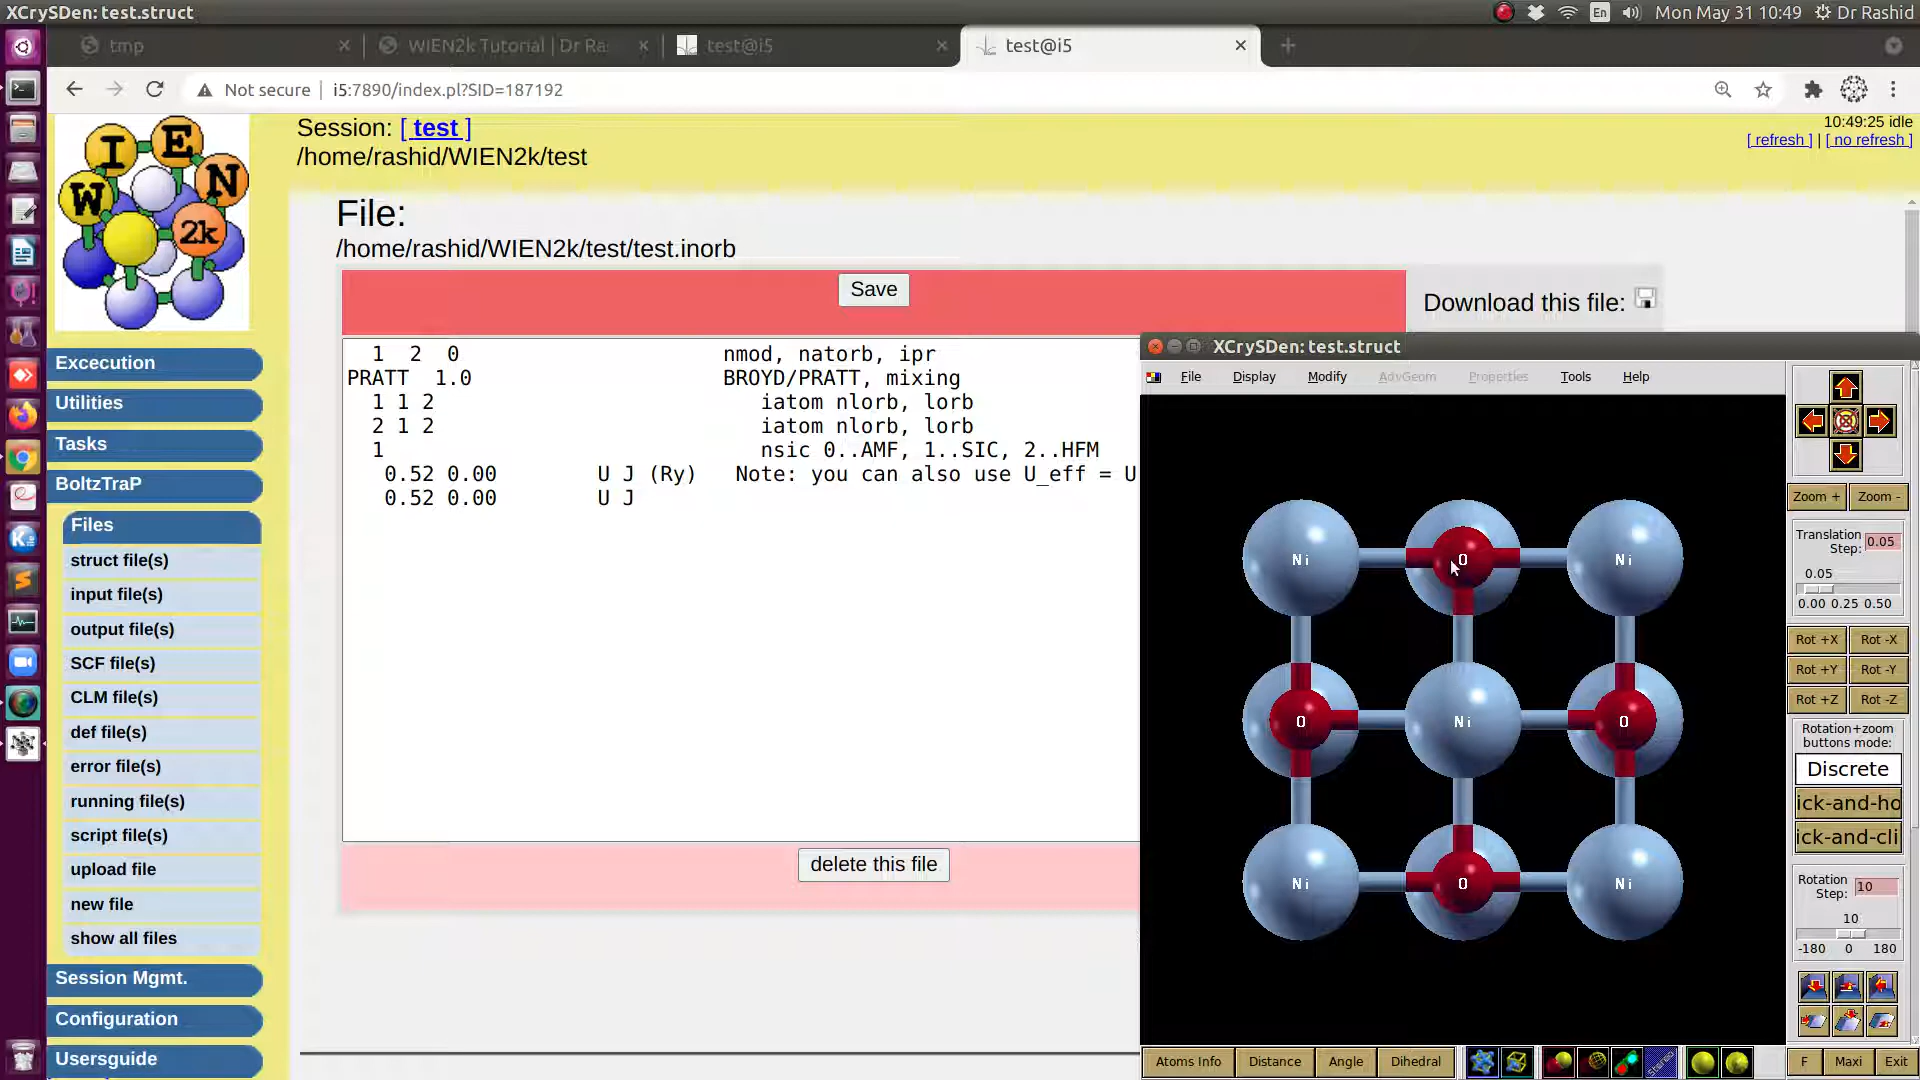 XCrySDen: test.struct
En
Mon May 31 10:49
Dr Rashid
tmp
WIEN2k Tutorial | Dr Ra
test@i5
test@i5
Not secure
i5:7890/index.pl?SID=187192
W I E N 2k
Session: [ test ]
/home/rashid/WIEN2k/test
10:49:25 idle
[ refresh ] | [ no refresh ]
File:
/home/rashid/WIEN2k/test/test.inorb
Save
Download this file:
1 2 0 nmod, natorb, ipr
PRATT 1.0 BROYD/PRATT, mixing
1 1 2 iatom nlorb, lorb
2 1 2 iatom nlorb, lorb
1 nsic 0..AMF, 1..SIC, 2..HFM
0.52 0.00 U J (Ry) Note: you can also use U_eff = U
0.52 0.00 U J
delete this file
Excecution
Utilities
Tasks
BoltzTraP
Files
struct file(s)
input file(s)
output file(s)
SCF file(s)
CLM file(s)
def file(s)
error file(s)
running file(s)
script file(s)
upload file
new file
show all files
Session Mgmt.
Configuration
Usersguide
XCrySDen: test.struct
File Display Modify AdvGeom Properties Tools Help
Ni O Ni
O Ni O
Ni O Ni
Zoom + Zoom -
Translation
Step: 0.05
0.05
0.00 0.25 0.50
Rot +X Rot -X
Rot +Y Rot -Y
Rot +Z Rot -Z
Rotation+zoom
buttons mode:
Discrete
ick-and-ho
ick-and-cli
Rotation
Step: 10
10
-180 0 180
Atoms Info Distance Angle Dihedral
Stereo
F Maxi Exit